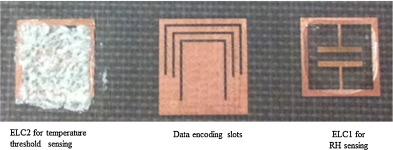 ELC2 for temperature
threshold sensing
Data encoding slots
ELC1 for
RH sensing